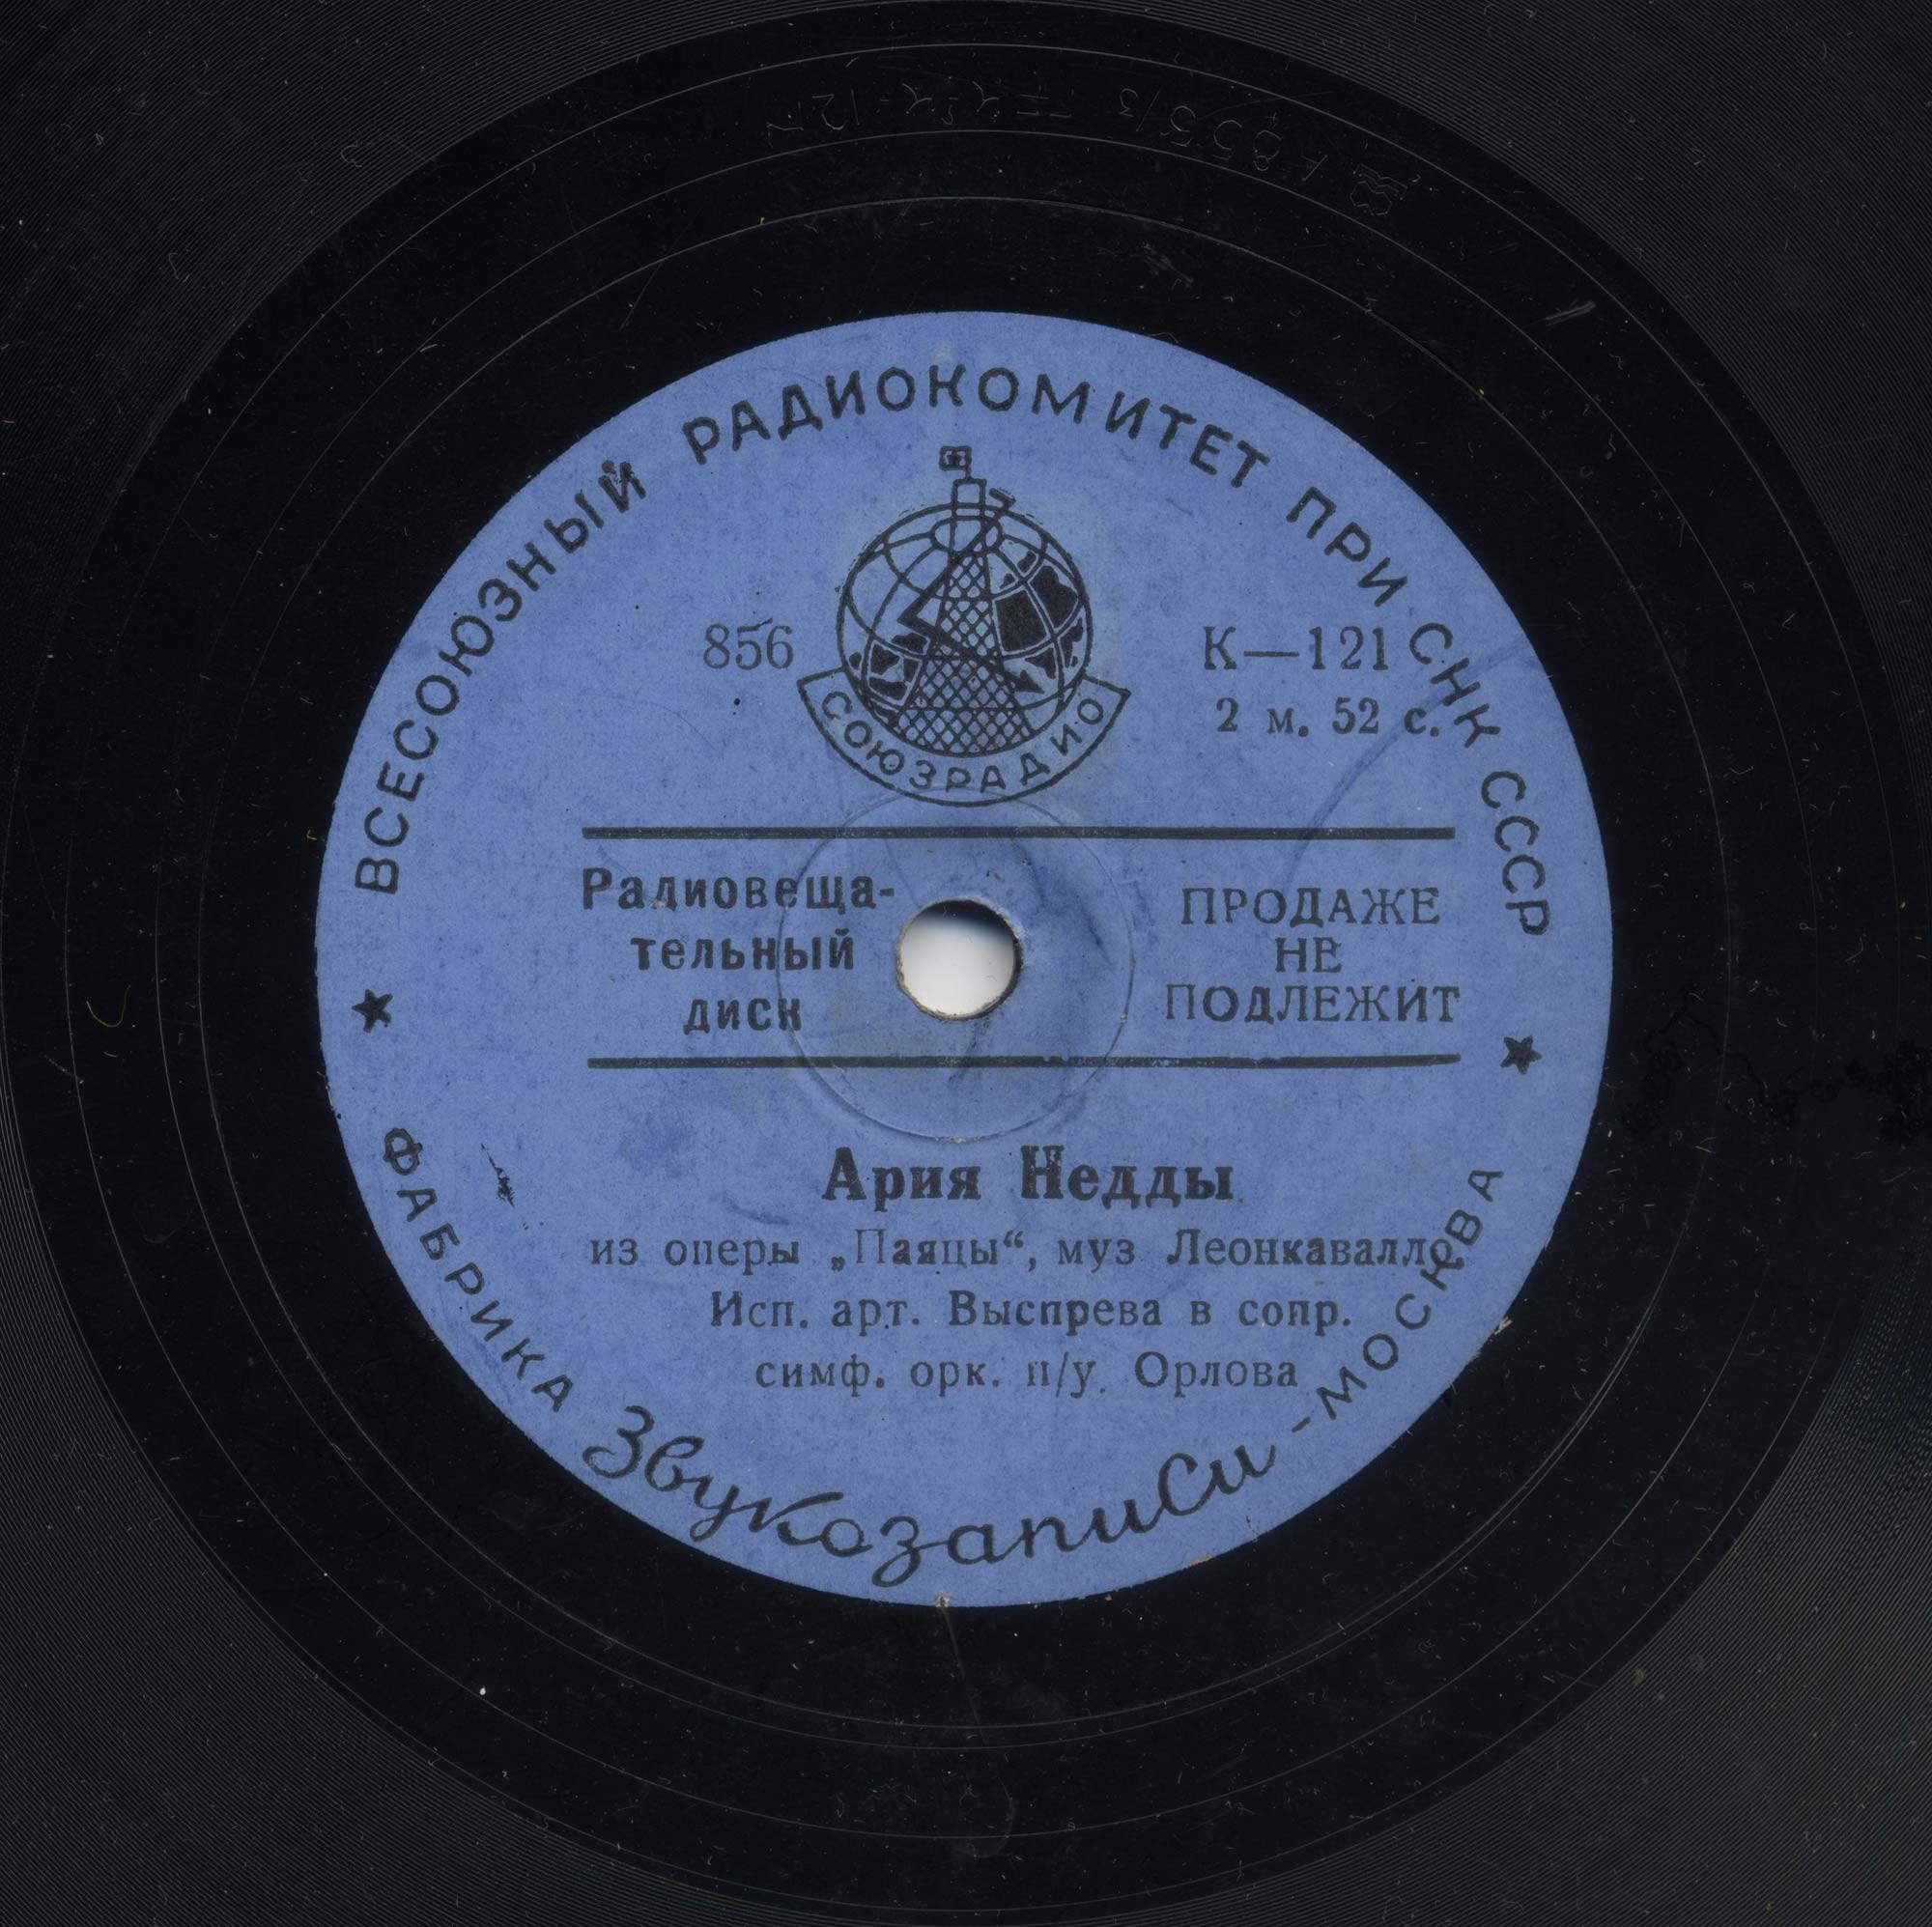 ВСЕСОЮЗНЫЙ РАДИОКОМИТЕТ ПРИ СНК СССР
856
К—121
2 м. 52 с.
СОЮЗРАДИО
Радиовеща-
тельный
диск
ПРОДАЖЕ
НЕ
ПОДЛЕЖИТ
Ария Недды
из оперы „Паяцы“, муз Леонкавалло
Исп. арт. Выспрева в сопр.
симф. орк. п/у. Орлова
ФАБРИКА Звукозаписи - МОСКВА